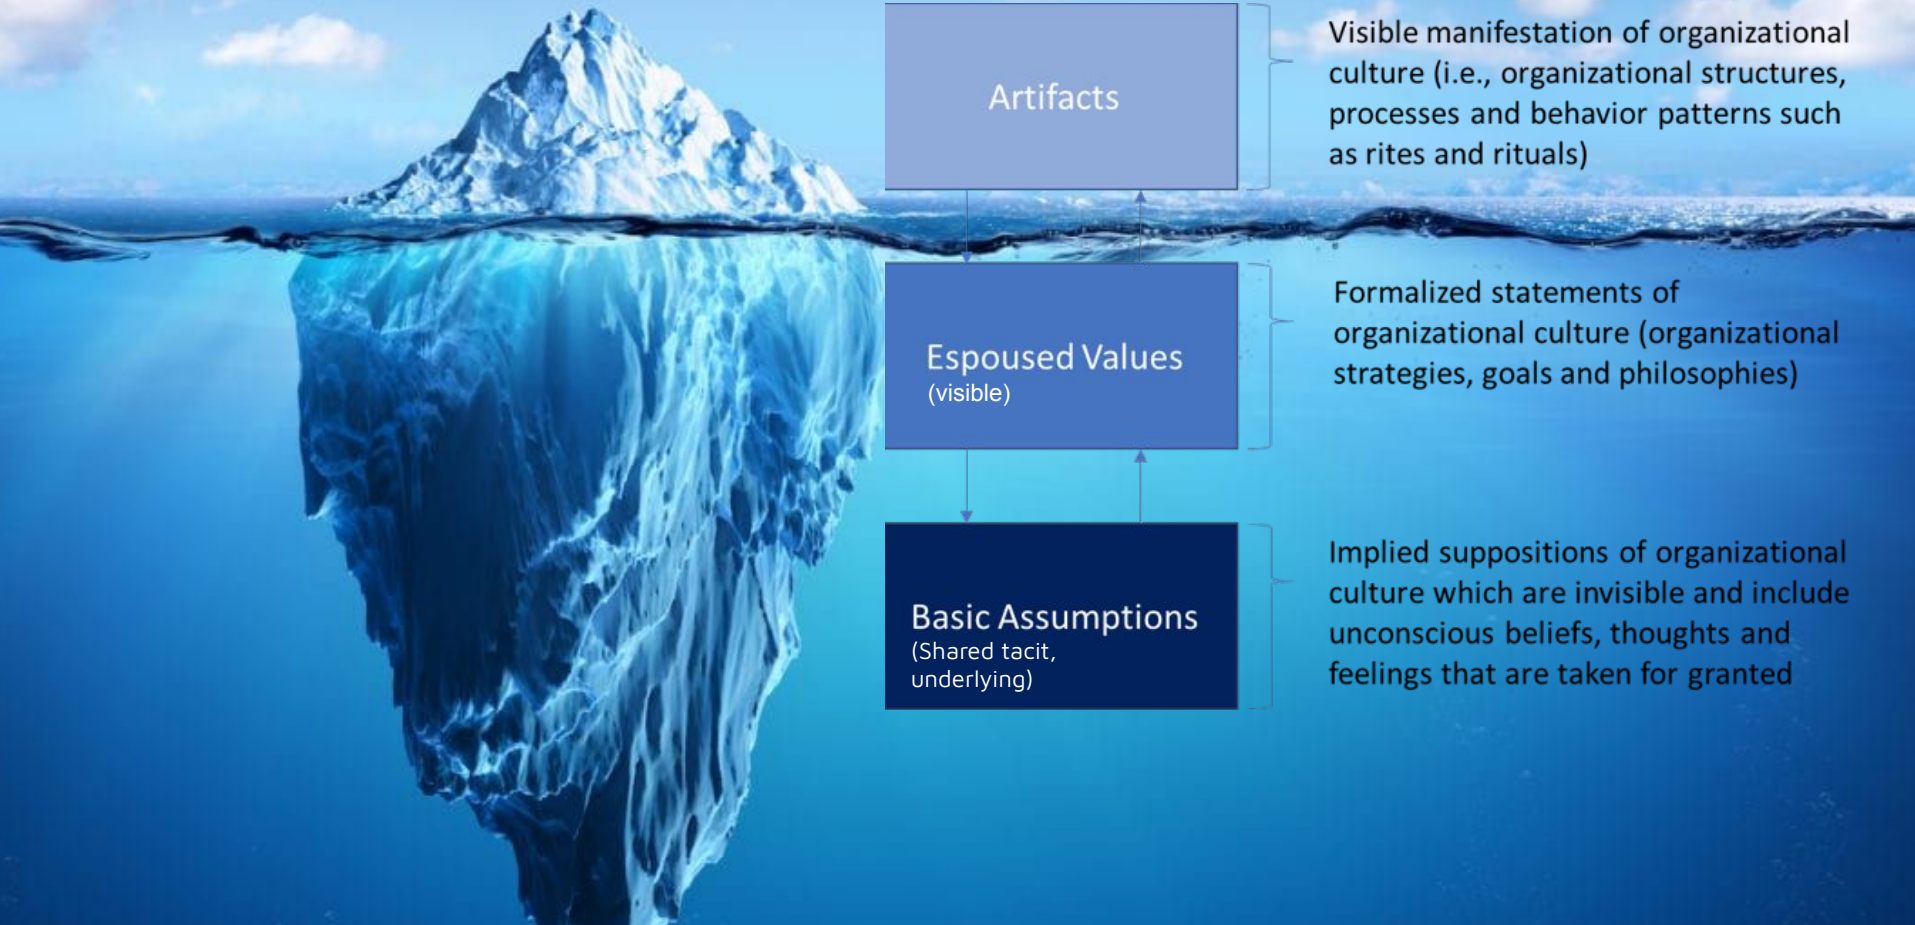 Artifacts
Visible manifestation of organizational
culture (i.e., organizational structures,
processes and behavior patterns such
as rites and rituals)
Espoused Values
(visible)
Formalized statements of
organizational culture (organizational
strategies, goals and philosophies)
Basic Assumptions
(Shared tacit,
underlying)
Implied suppositions of organizational
culture which are invisible and include
unconscious beliefs, thoughts and
feelings that are taken for granted